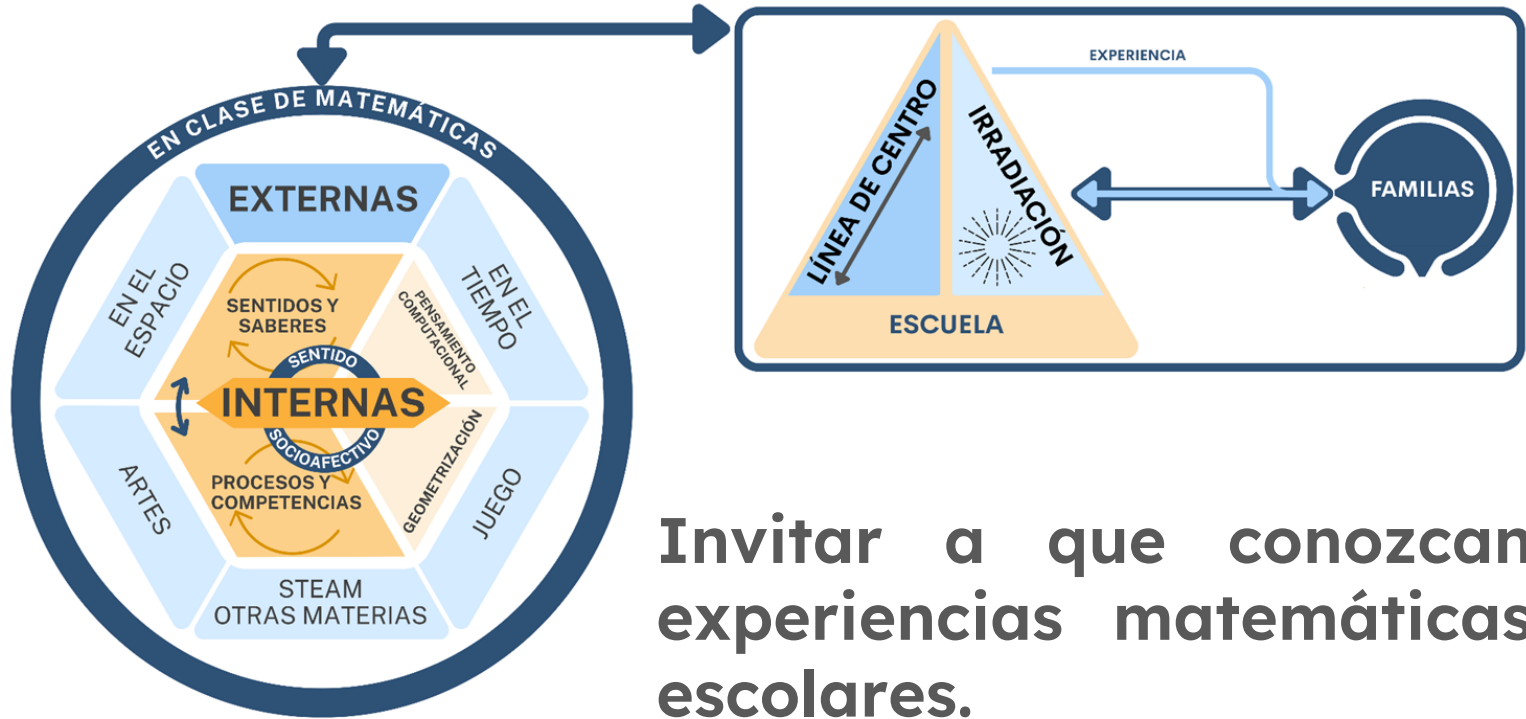 EN CLASE DE MATEMÁTICAS
EXTERNAS
EN EL
ESPACIO
EN EL
TIEMPO
SENTIDOS Y
SABERES
PENSAMIENTO
COMPUTACIONAL
SENTIDO
INTERNAS
SOCIOAFECTIVO
PROCESOS Y
COMPETENCIAS
GEOMETRIZACIÓN
ARTES
JUEGO
STEAM
OTRAS MATERIAS
EXPERIENCIA
LÍNEA DE CENTRO
IRRADIACIÓN
FAMILIAS
ESCUELA
Invitar a que conozcan
experiencias matemáticas
escolares.